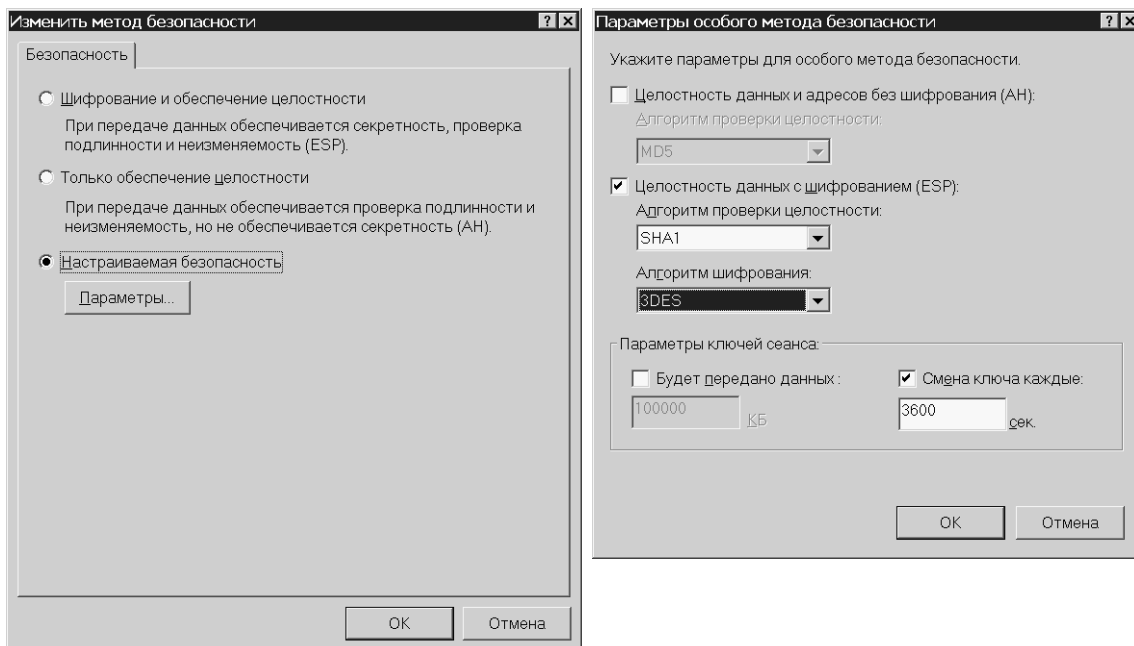 Изменить метод безопасности
Безопасность
Шифрование и обеспечение целостности
При передаче данных обеспечивается секретность, проверка
подлинности и неизменяемость (ESP).
Только обеспечение целостности
При передаче данных обеспечивается проверка подлинности и
неизменяемость, но не обеспечивается секретность (AH).
Настраиваемая безопасность
Параметры...
OK
Отмена
Параметры особого метода безопасности
Укажите параметры для особого метода безопасности.
Целостность данных и адресов без шифрования (AH):
Алгоритм проверки целостности:
MD5
Целостность данных с шифрованием (ESP):
Алгоритм проверки целостности:
SHA1
Алгоритм шифрования:
3DES
Параметры ключей сеанса:
Будет передано данных :
Смена ключа каждые:
100000
КБ
3600
сек.
OK
Отмена